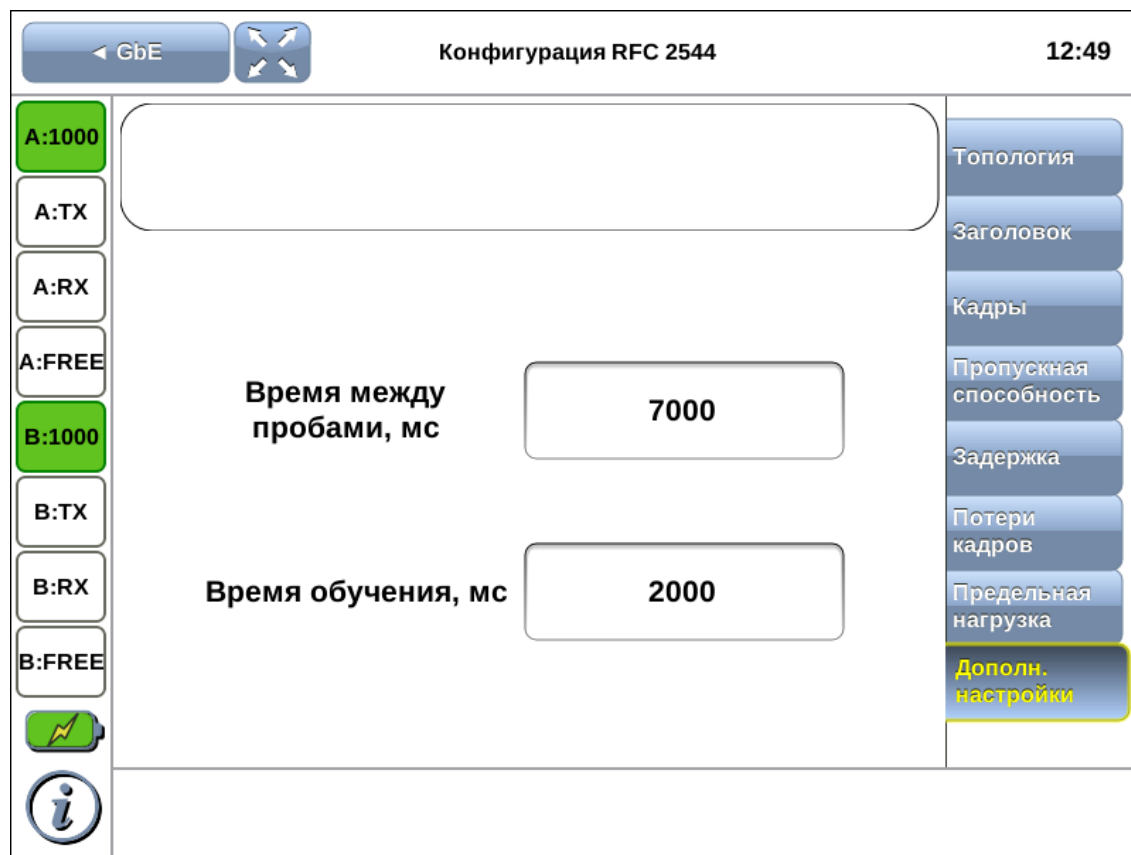 ◄ GbE
Конфигурация RFC 2544
12:49
A:1000
A:TX
A:RX
A:FREE
B:1000
B:TX
B:RX
B:FREE
Время между
пробами, мс
7000
Время обучения, мс
2000
Топология
Заголовок
Кадры
Пропускная
способность
Задержка
Потери
кадров
Предельная
нагрузка
Дополн.
настройки
i